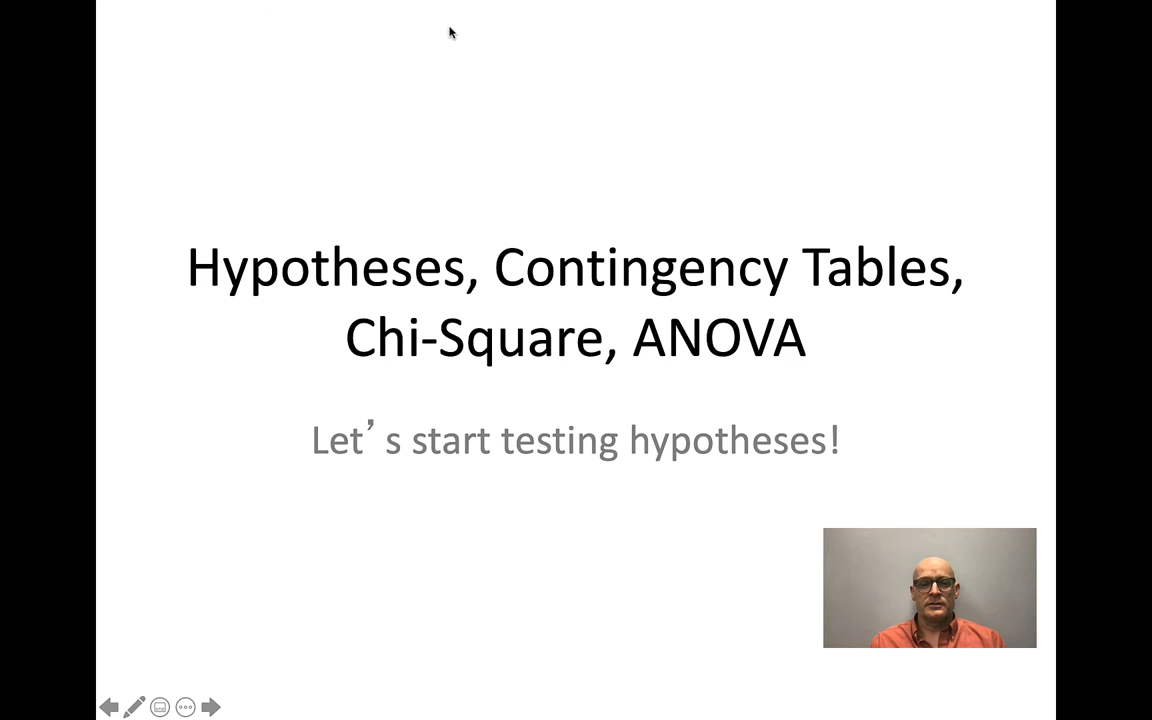 Hypotheses, Contingency Tables,
Chi-Square, ANOVA
Let’s start testing hypotheses!